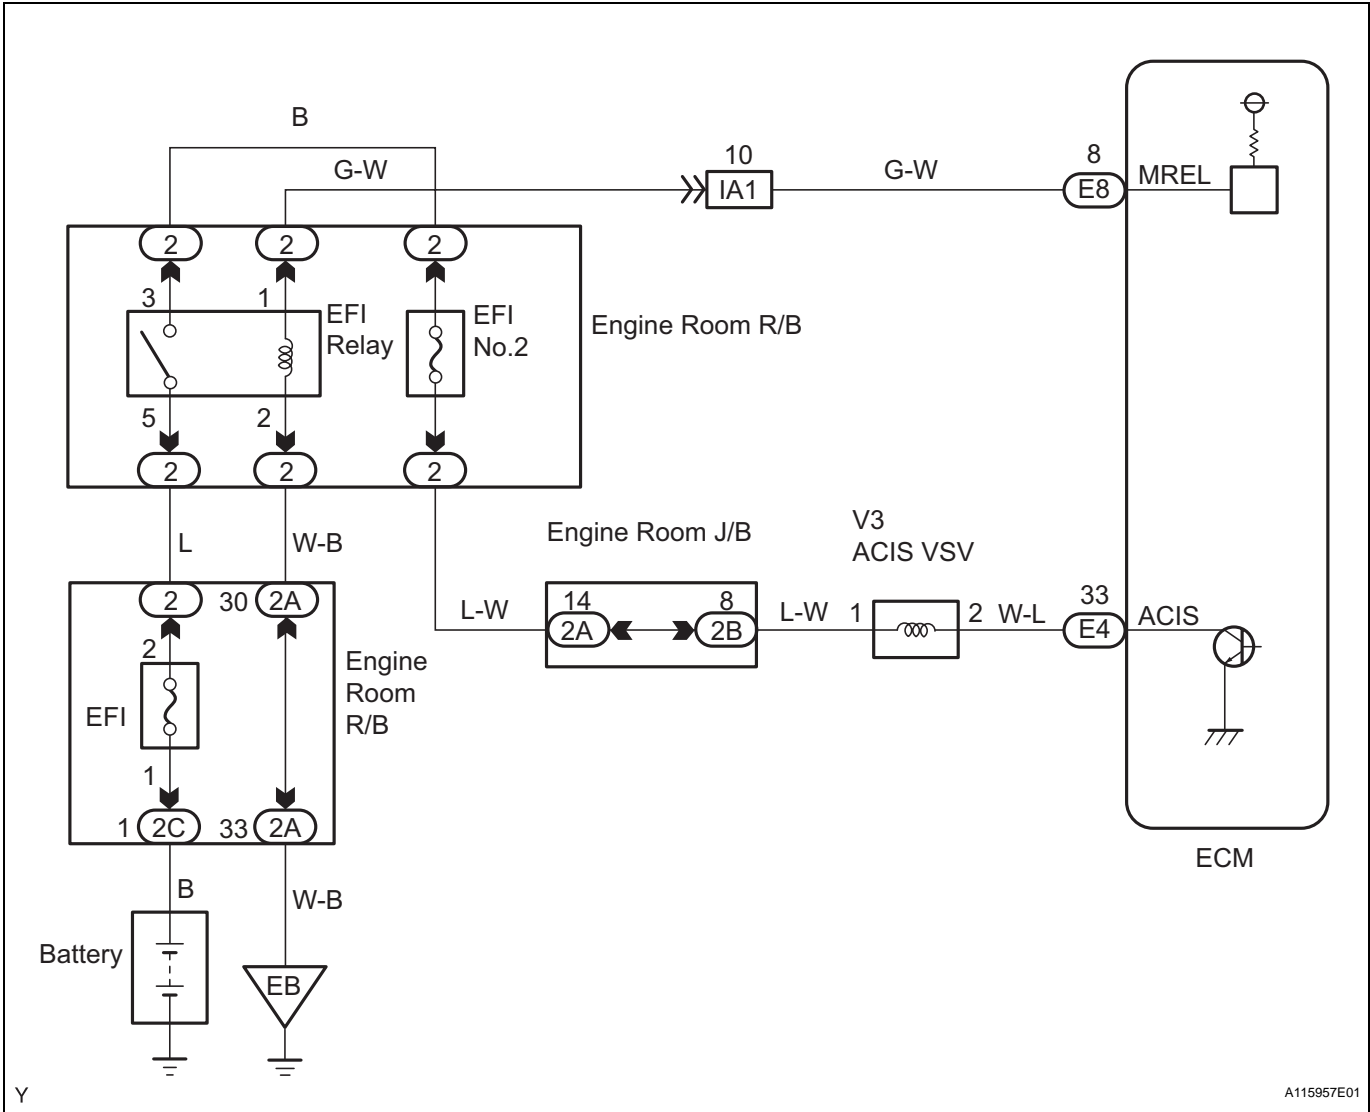 B
G-W
10
IA1
G-W
8
E8
MREL
2
2
2
3
1
EFI
Relay
EFI
No.2
Engine Room R/B
5
2
2
2
2
L
W-B
L-W
Engine Room J/B
14
2A
8
2B
L-W
V3
ACIS VSV
1
2
W-L
33
E4
ACIS
2
30
2A
2
EFI
1
Engine
Room
R/B
1
2C
33
2A
B
W-B
Battery
EB
ECM
Y
A115957E01